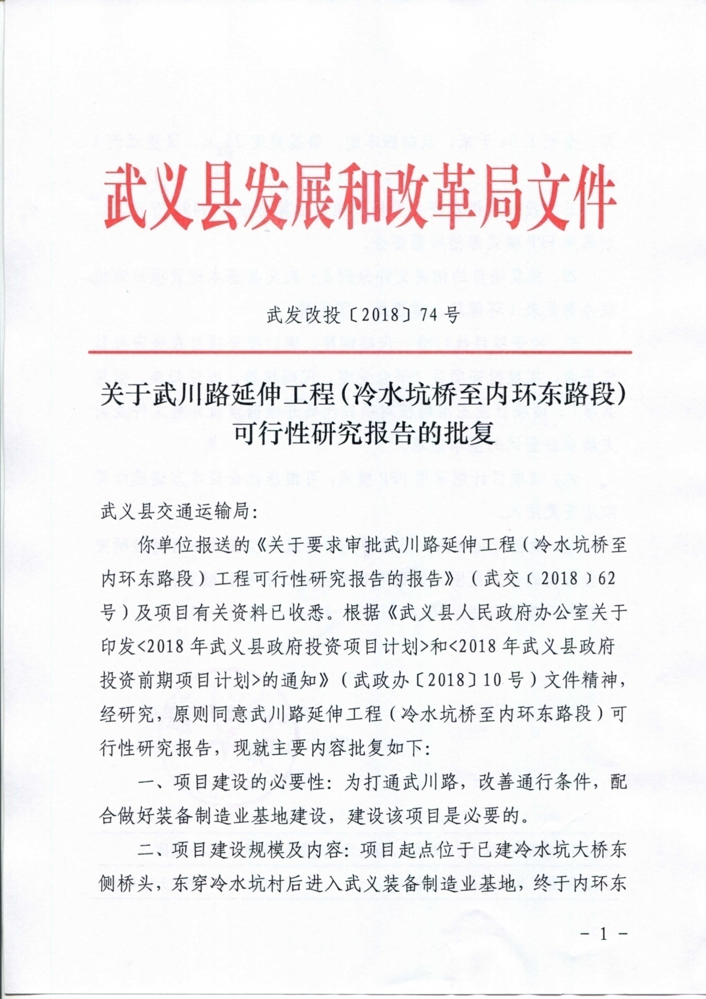 武义县发展和改革局文件
武发改投〔2018〕74号
关于武川路延伸工程(冷水坑桥至内环东路段)
可行性研究报告的批复
武义县交通运输局：
你单位报送的《关于要求审批武川路延伸工程（冷水坑桥至
内环东路段）工程可行性研究报告的报告》（武交﹝2018﹞62
号）及项目有关资料已收悉。根据《武义县人民政府办公室关于
印发<2018年武义县政府投资项目计划>和<2018年武义县政府
投资前期项目计划>的通知》（武政办〔2018〕10号）文件精神，
经研究，原则同意武川路延伸工程（冷水坑桥至内环东路段）可
行性研究报告，现就主要内容批复如下：
一、项目建设的必要性：为打通武川路，改善通行条件，配
合做好装备制造业基地建设，建设该项目是必要的。
二、项目建设规模及内容：项目起点位于已建冷水坑大桥东
侧桥头，东穿冷水坑村后进入武义装备制造业基地，终于内环东
- 1 -